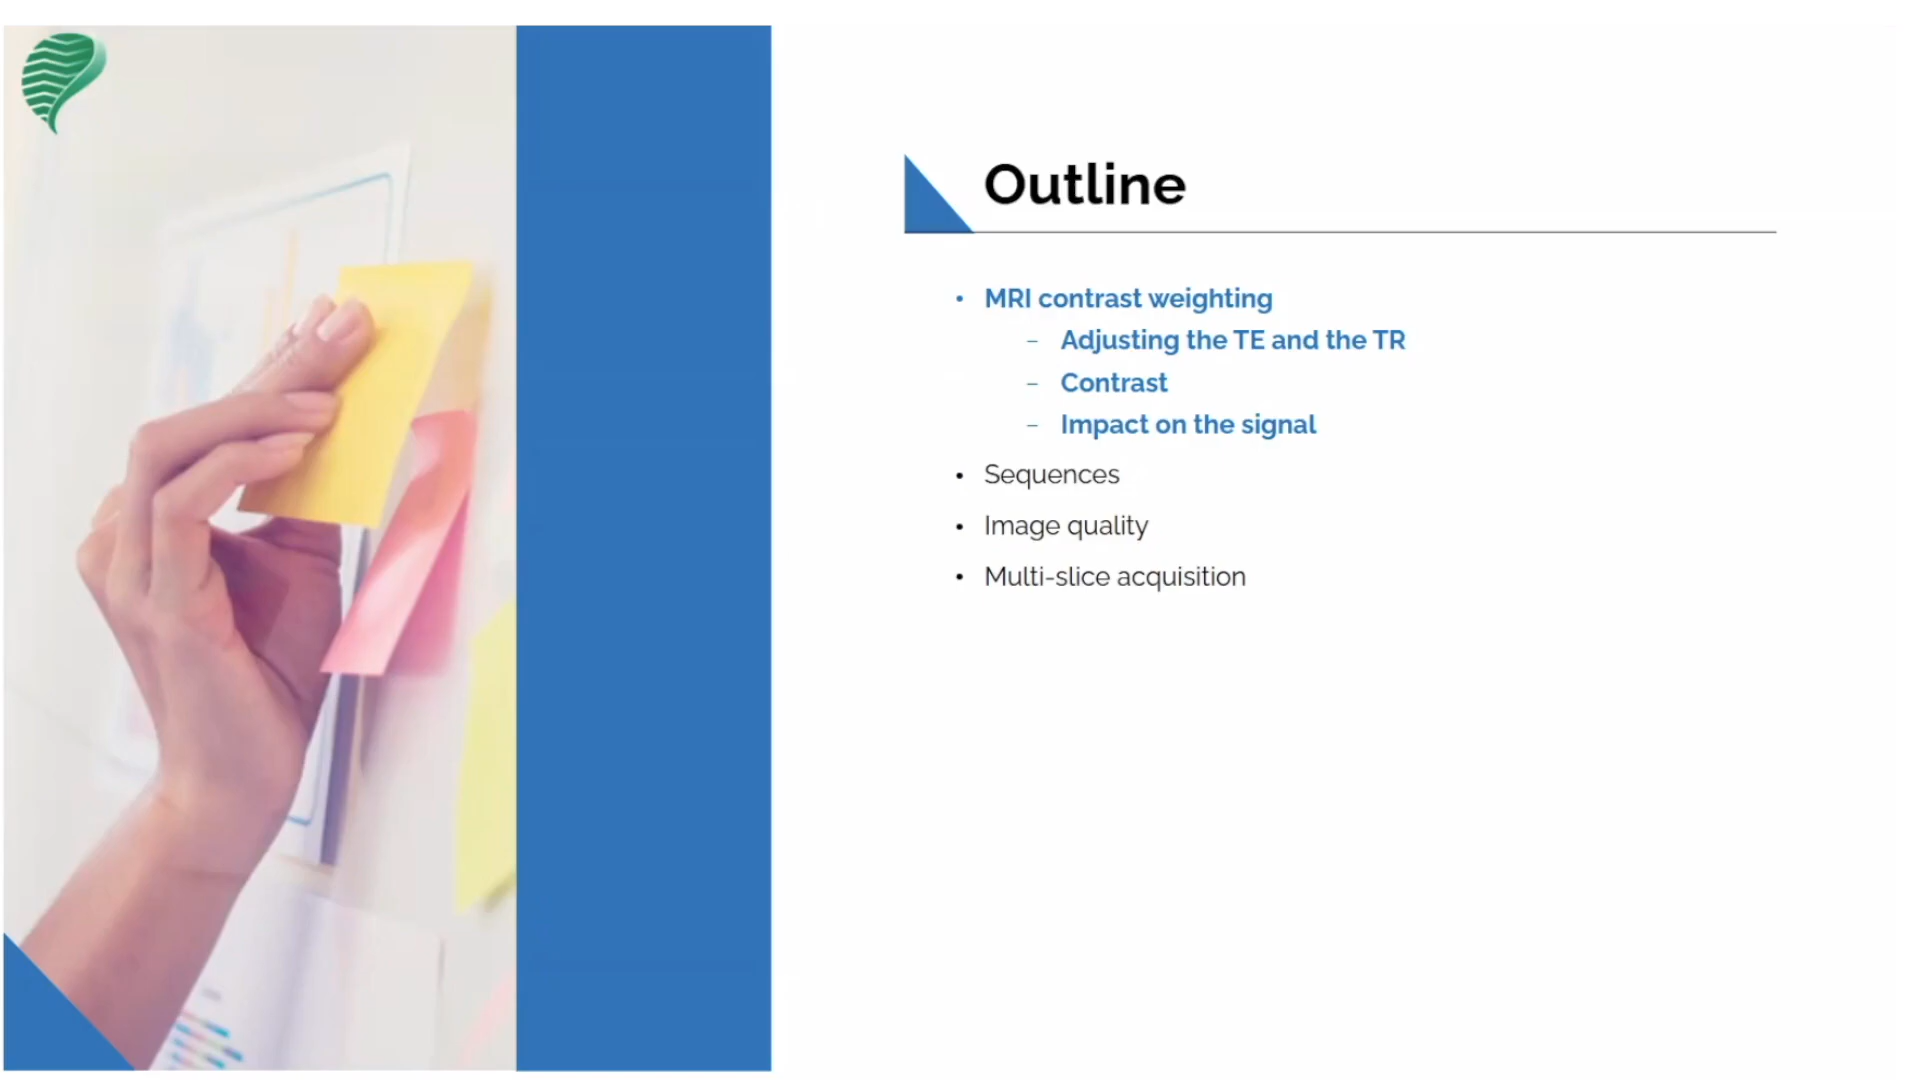 Outline
• MRI contrast weighting
– Adjusting the TE and the TR
– Contrast
– Impact on the signal
• Sequences
• Image quality
• Multi-slice acquisition